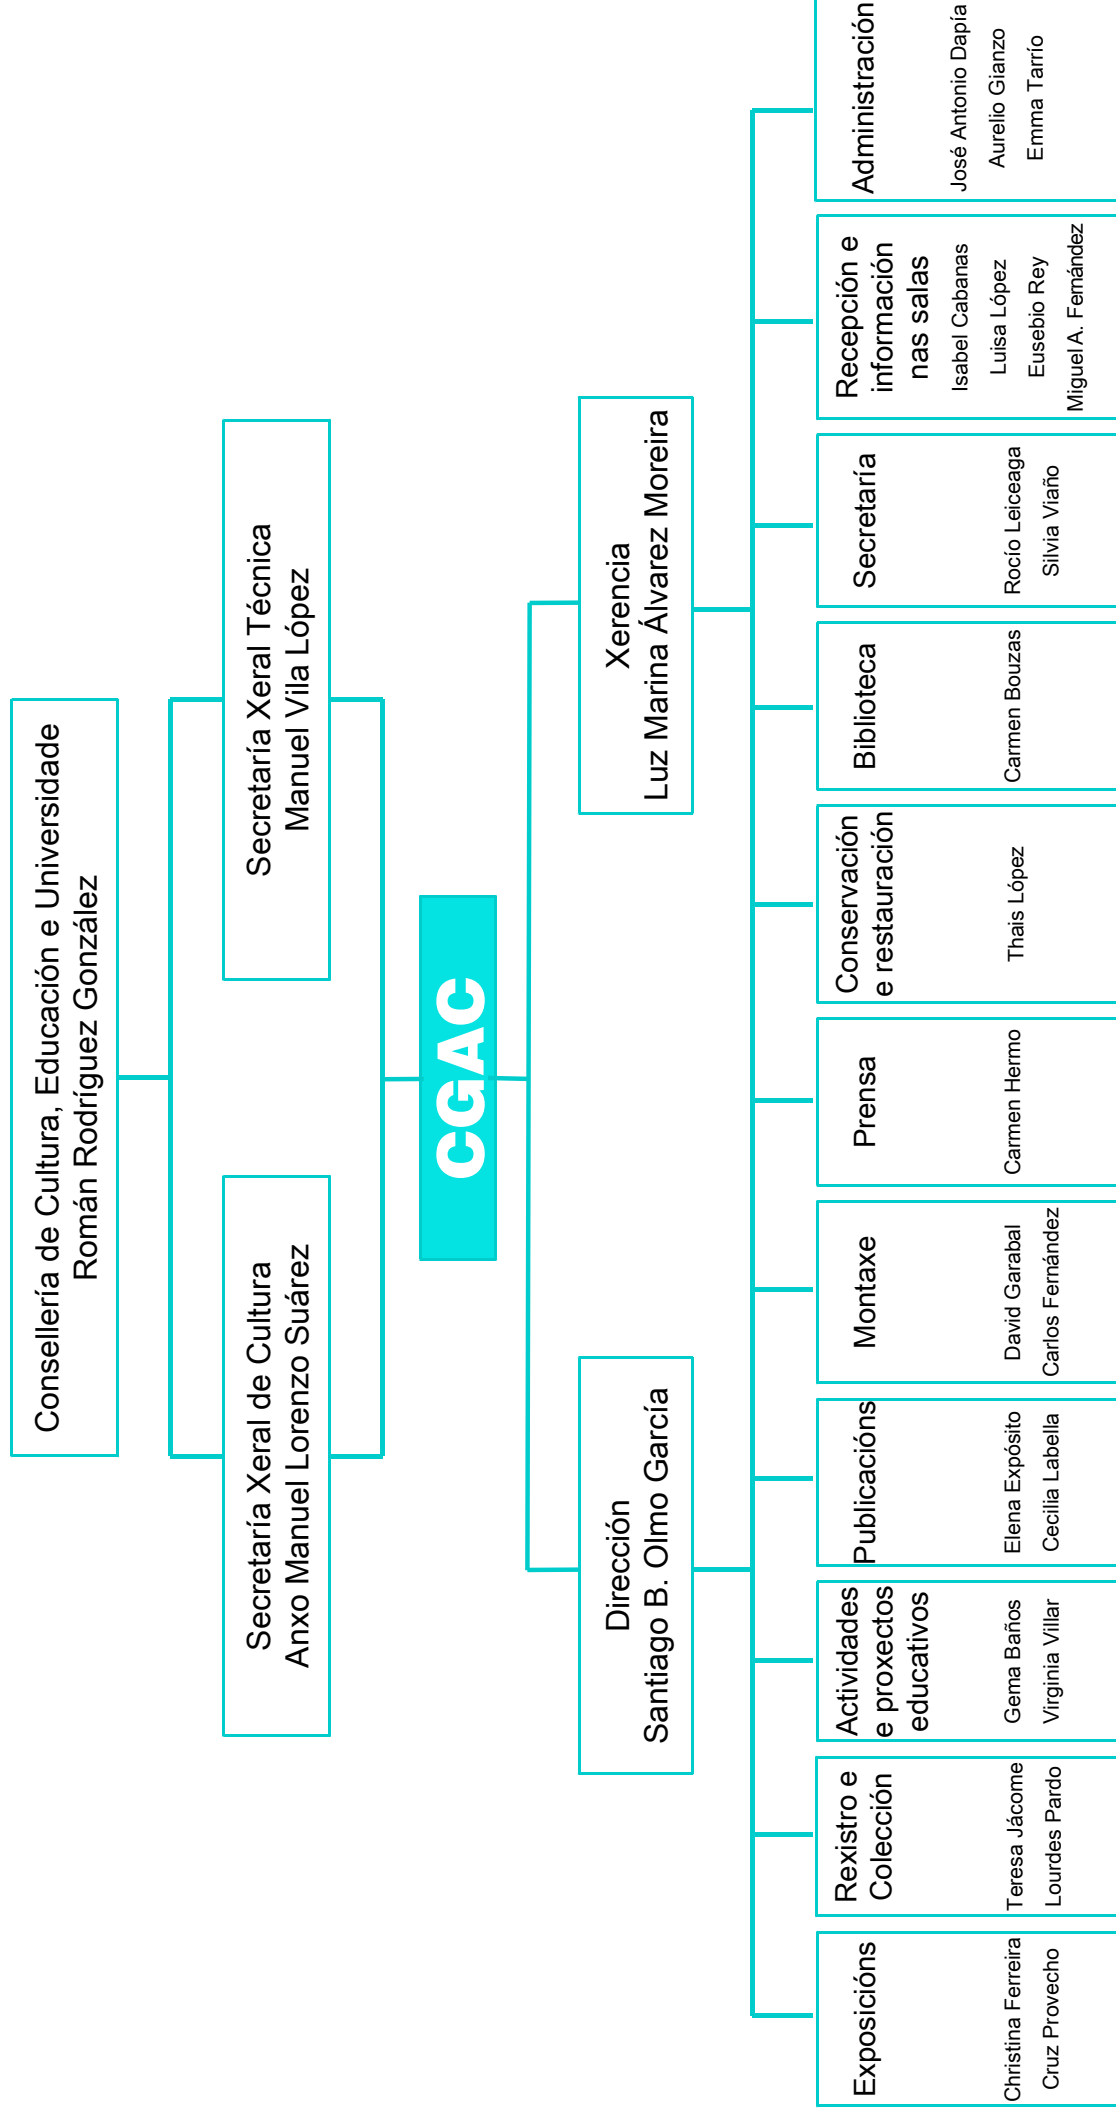 Consellería de Cultura, Educación e Universidade
Román Rodríguez González
Secretaría Xeral de Cultura
Anxo Manuel Lorenzo Suárez
Secretaría Xeral Técnica
Manuel Vila López
CGAC
Dirección
Santiago B. Olmo García
Xerencia
Luz Marina Álvarez Moreira
Exposicións
Christina Ferreira
Cruz Provecho
Rexistro e
Colección
Teresa Jácome
Lourdes Pardo
Actividades
e proxectos
educativos
Gema Baños
Virginia Villar
Publicacións
Elena Expósito
Cecilia Labella
Montaxe
David Garabal
Carlos Fernández
Prensa
Carmen Hermo
Conservación
e restauración
Thais López
Biblioteca
Carmen Bouzas
Secretaría
Rocío Leiceaga
Silvia Viaño
Recepción e
información
nas salas
Isabel Cabanas
Luisa López
Eusebio Rey
Miguel A. Fernández
Administración
José Antonio Dapía
Aurelio Gianzo
Emma Tarrío